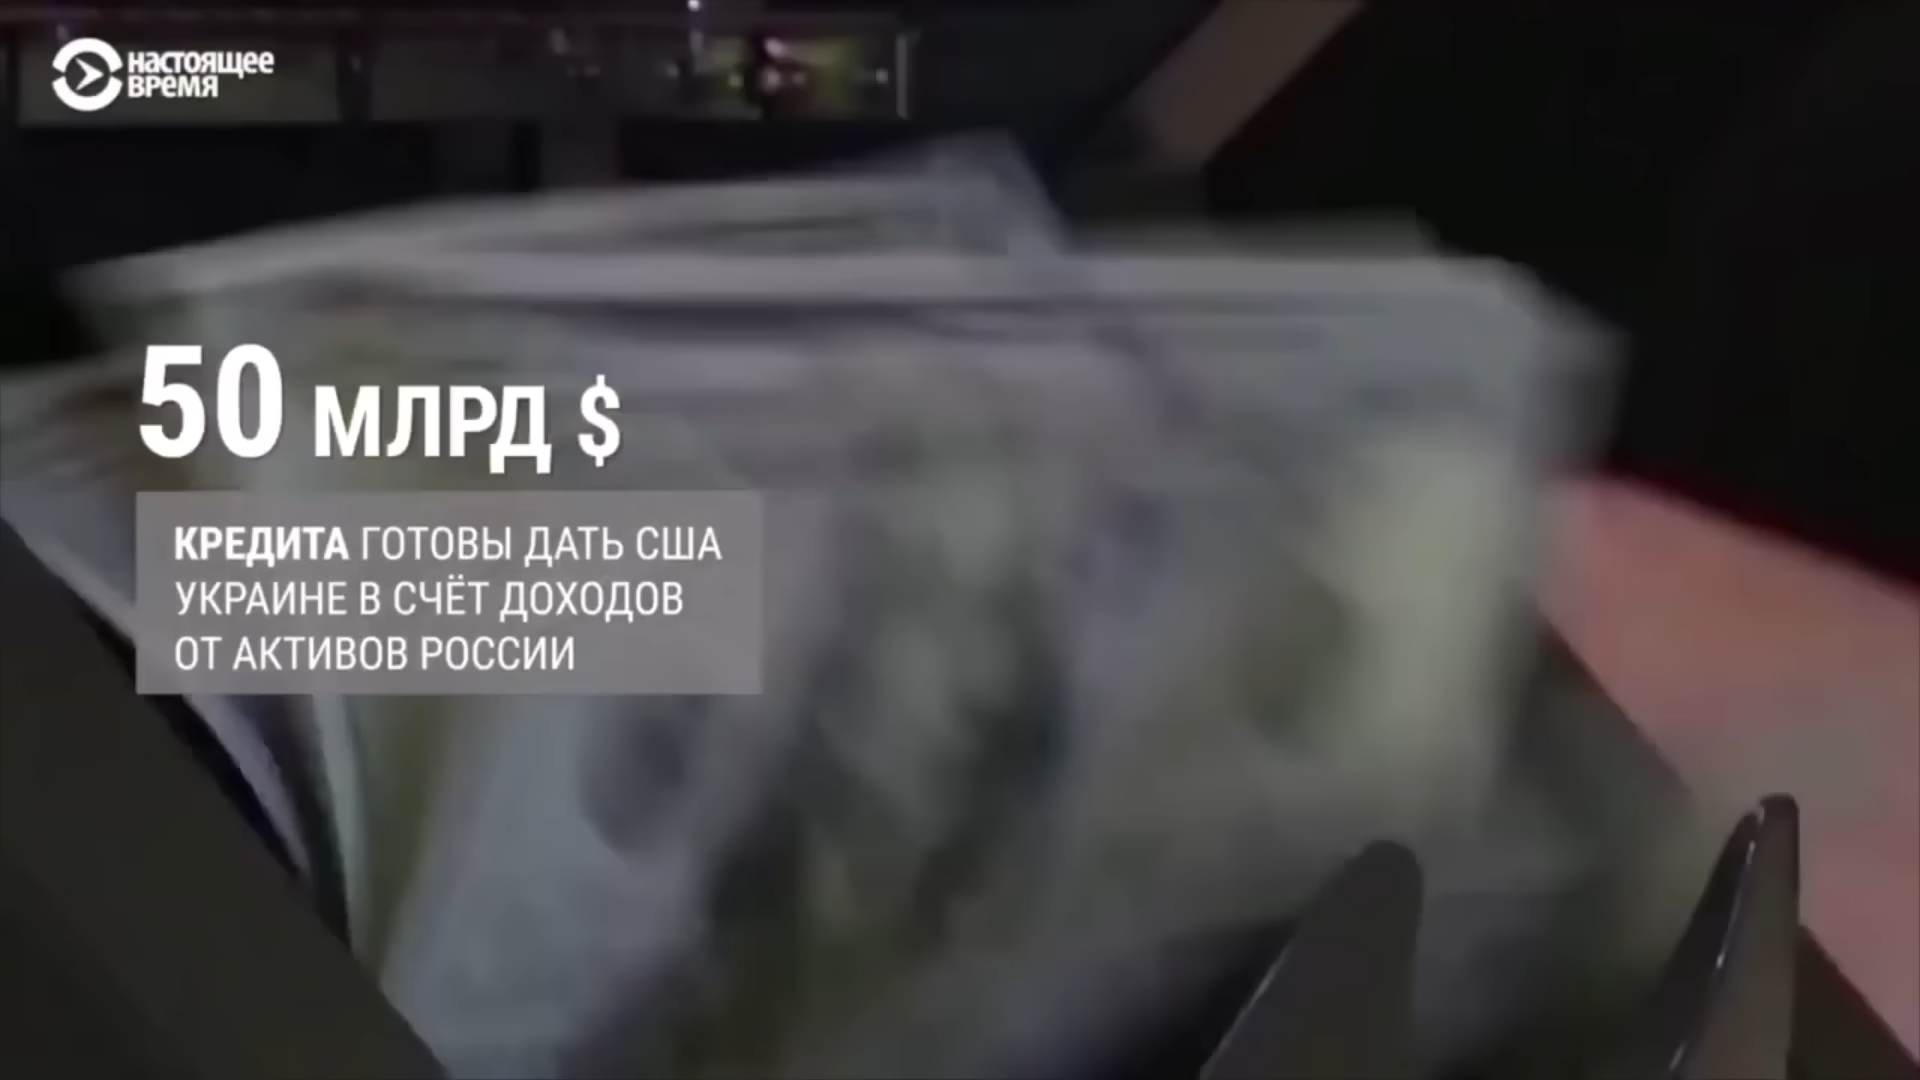 НАСТОЯЩЕЕ
ВРЕМЯ
50 МЛРД $
КРЕДИТА ГОТОВЫ ДАТЬ США
УКРАИНЕ В СЧЁТ ДОХОДОВ
ОТ АКТИВОВ РОССИИ